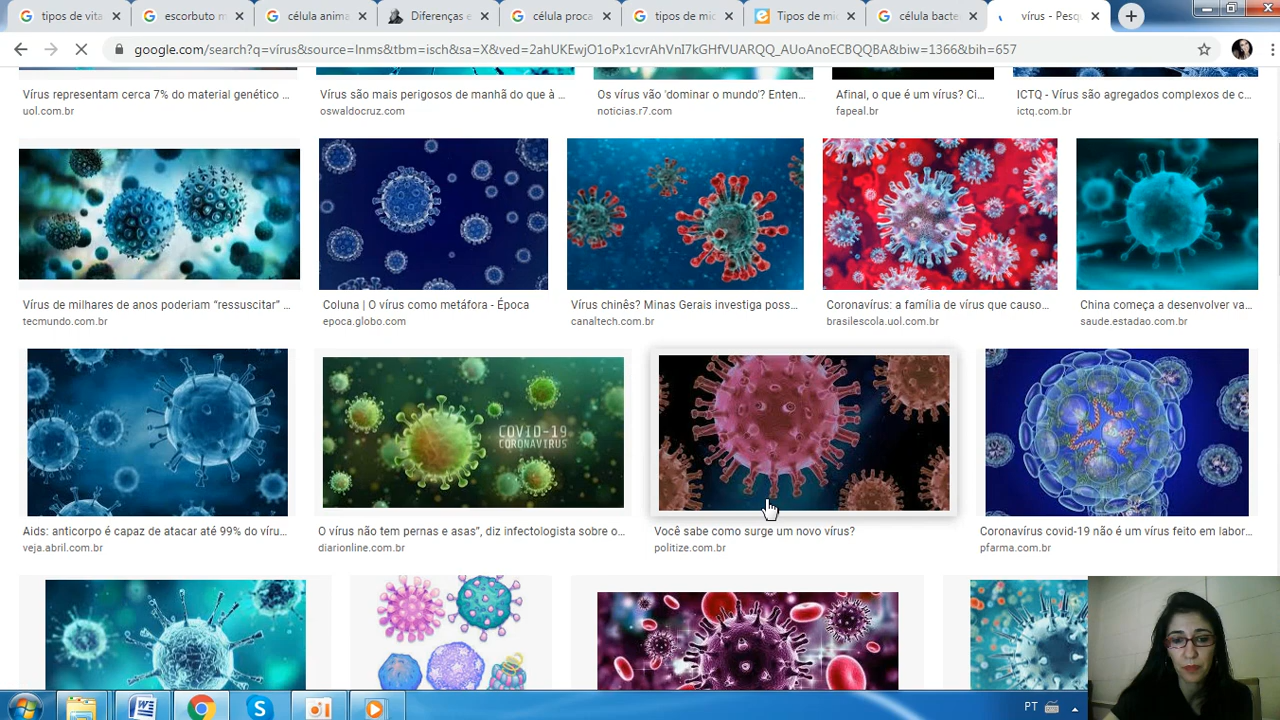 tipos de vita
escorbuto m
célula anima
Diferenças e
célula proca
tipos de mic
Tipos de mic
célula bacte
vírus - Pesq
google.com/search?q=vírus&source=lnms&tbm=isch&sa=X&ved=2ahUKEwjO1oPx1cvrAhVnI7kGHfVUARQQ_AUoAnoECBQQBA&biw=1366&bih=657
Vírus representam cerca 7% do material genético ...
Vírus são mais perigosos de manhã do que à ...
Os vírus vão 'dominar o mundo'? Enten...
Afinal, o que é um vírus? Ci...
ICTQ - Vírus são agregados complexos de c...
uol.com.br
oswaldocruz.com
noticias.r7.com
fapeal.br
ictq.com.br
Vírus de milhares de anos poderiam “ressuscitar” ...
Coluna | O vírus como metáfora - Época
Vírus chinês? Minas Gerais investiga poss...
Coronavírus: a família de vírus que causo...
China começa a desenvolver va...
tecmundo.com.br
epoca.globo.com
canaltech.com.br
brasilescola.uol.com.br
saude.estadao.com.br
COVID-19
CORONAVIRUS
Aids: anticorpo é capaz de atacar até 99% do víru...
O vírus não tem pernas e asas”, diz infectologista sobre o...
Você sabe como surge um novo vírus?
Coronavírus covid-19 não é um vírus feito em labor...
veja.abril.com.br
diarionline.com.br
politize.com.br
pfarma.com.br
PT